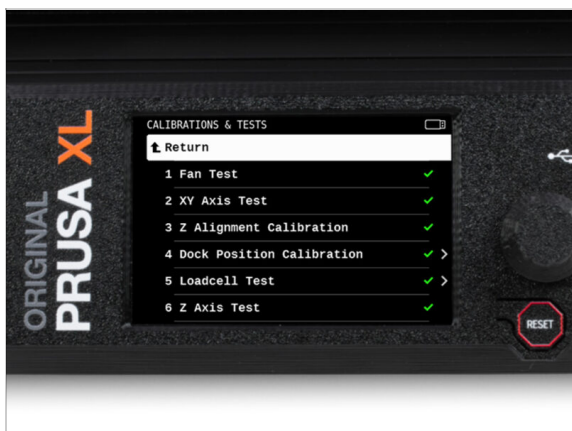 ORIGINAL
PRUSA XL
CALIBRATIONS & TESTS
Return
1 Fan Test
2 XY Axis Test
3 Z Alignment Calibration
4 Dock Position Calibration
5 Loadcell Test
6 Z Axis Test
RESET